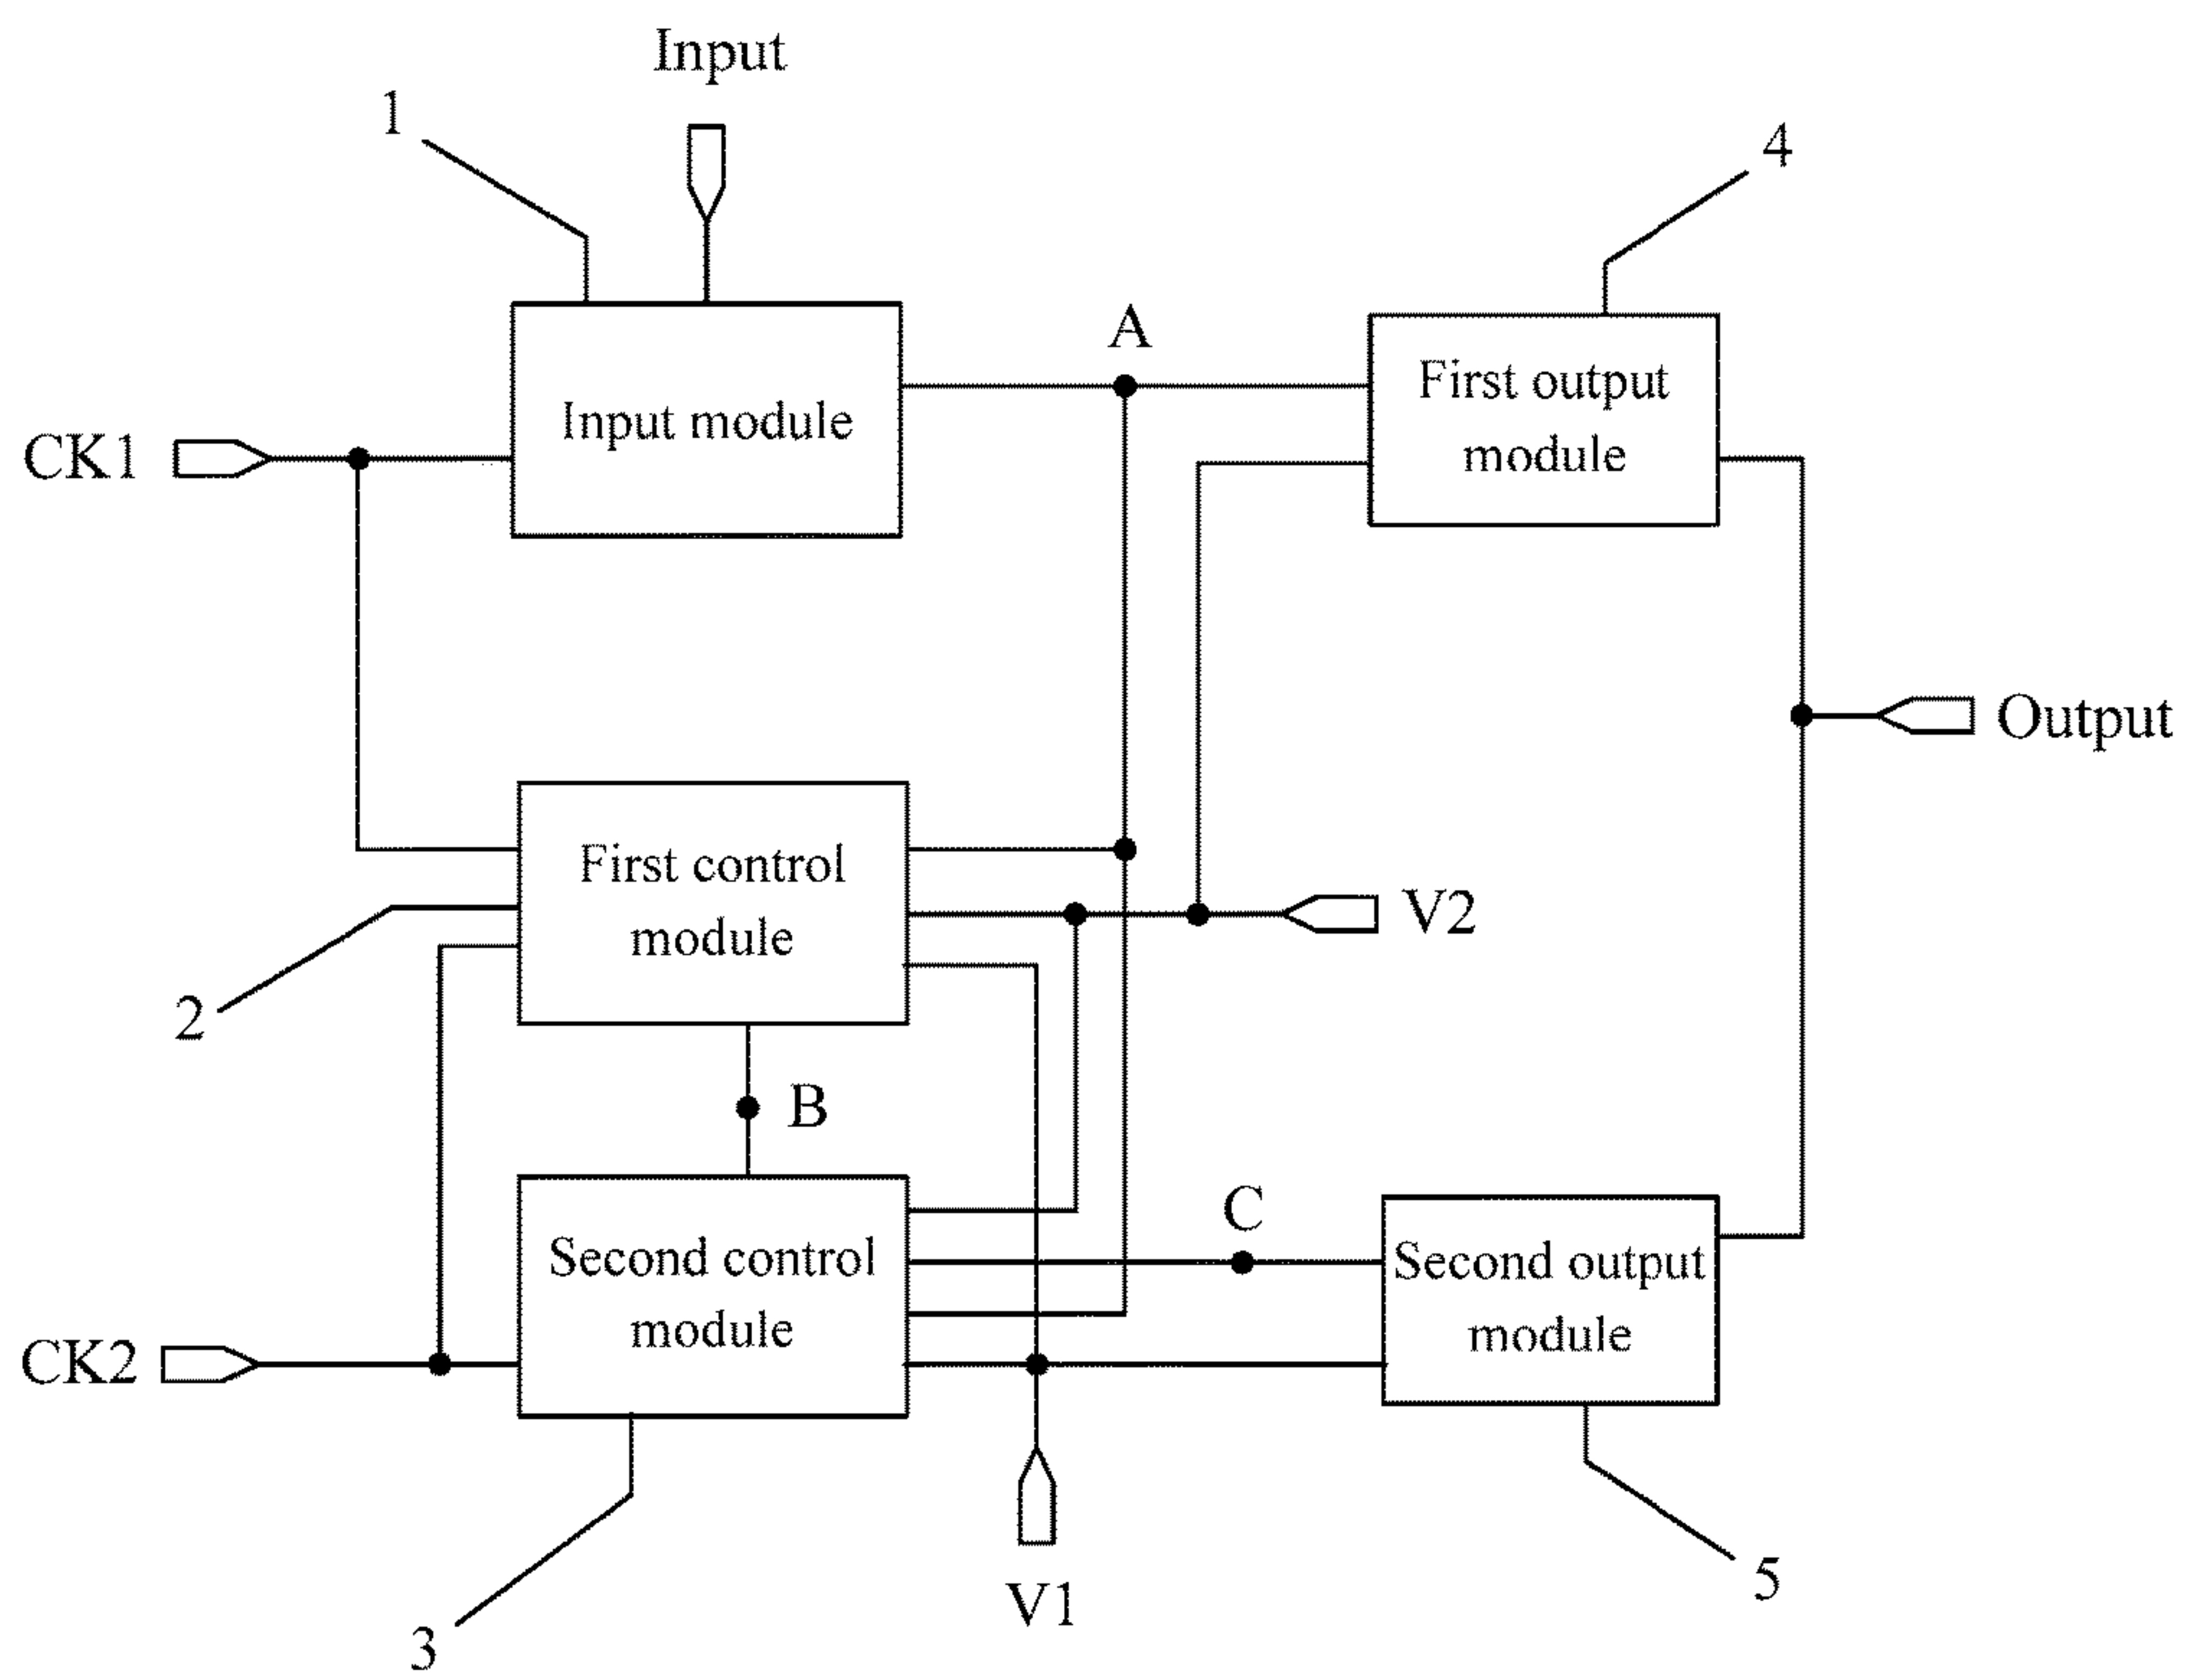 Input
1
4
A
First output
module
Input module
CK1
Output
First control
module
V2
2
B
C
Second control
module
Second output
module
CK2
V1
5
3